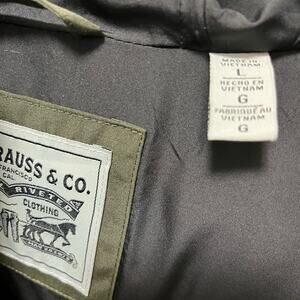 MADE IN
VIETNAM
L
HECHO EN
VIETNAM
G
FABRIQUÉ AU
VIETNAM
G
RAUSS & CO.
FRANCISCO
CAL.
RIVETED
CLOTHING